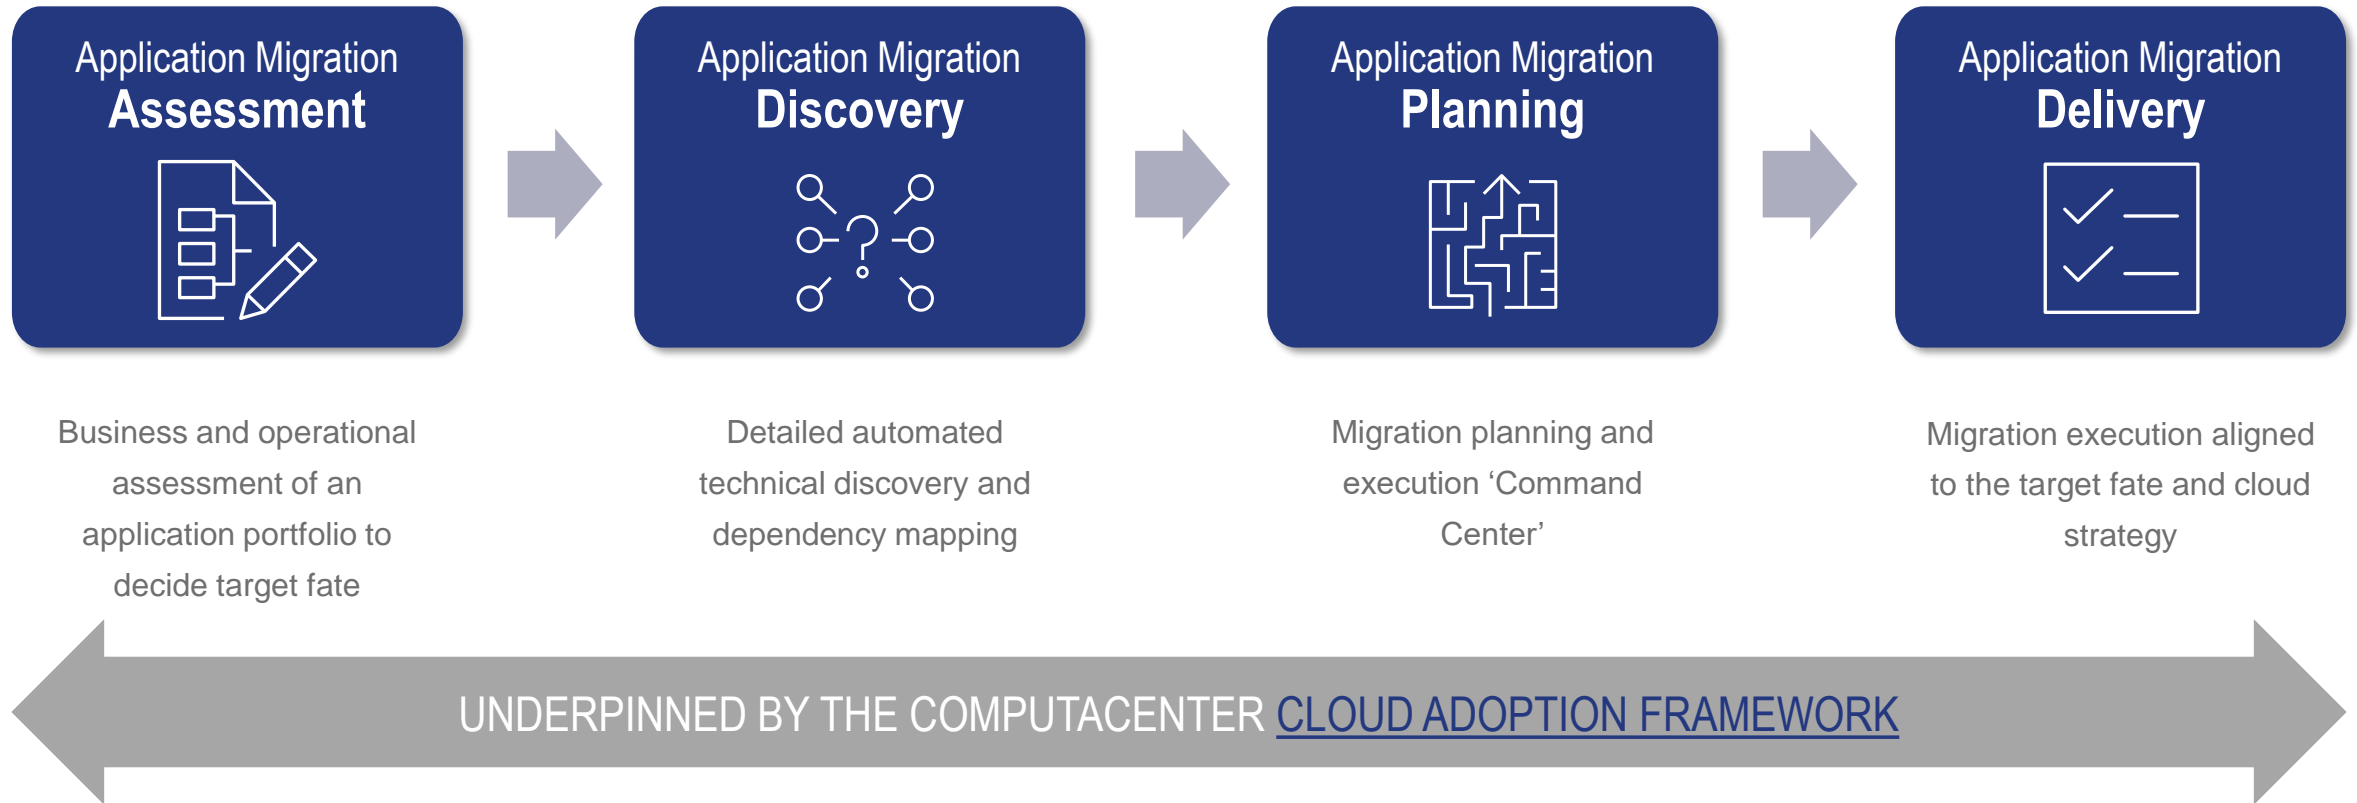 Application Migration
Assessment
Application Migration
Discovery
Application Migration
Planning
Application Migration
Delivery
Business and operational
assessment of an
application portfolio to
decide target fate
Detailed automated
technical discovery and
dependency mapping
Migration planning and
execution ‘Command
Center’
Migration execution aligned
to the target fate and cloud
strategy
UNDERPINNED BY THE COMPUTACENTER CLOUD ADOPTION FRAMEWORK